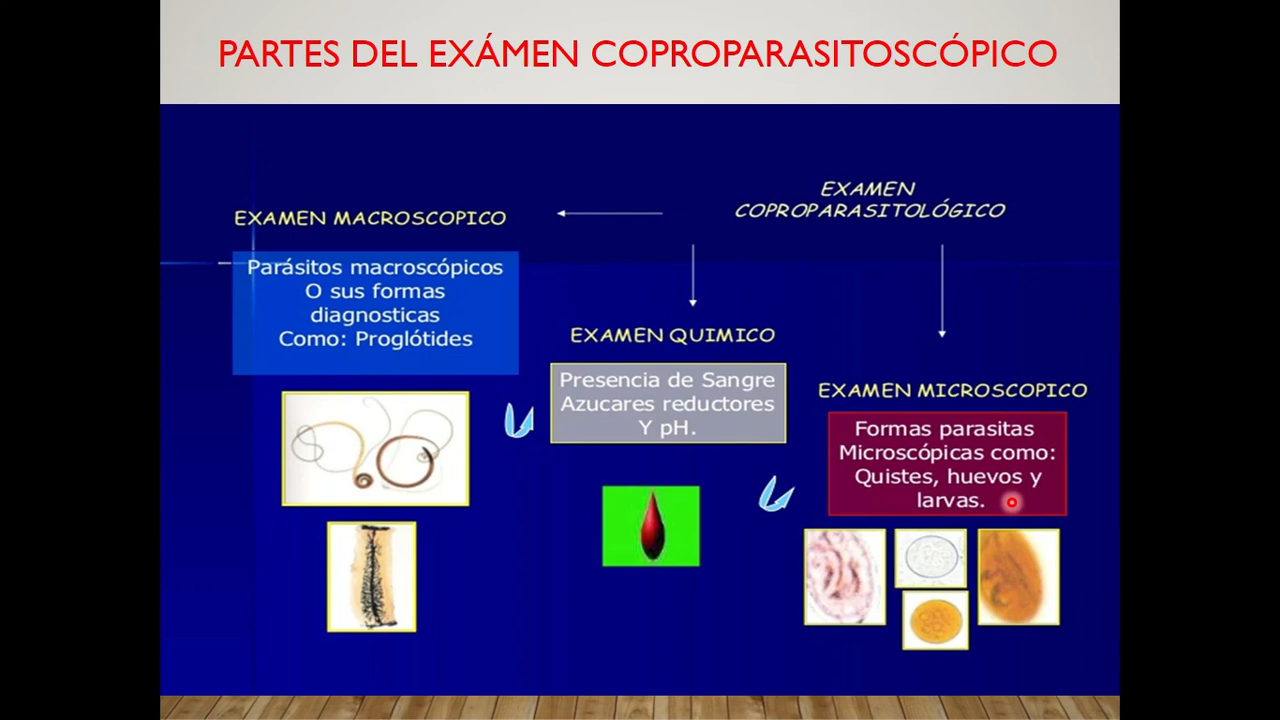 PARTES DEL EXÁMEN COPROPARASITOSCÓPICO
EXAMEN
COPROPARASITOLÓGICO
EXAMEN MACROSCOPICO
Parásitos macroscópicos
O sus formas
diagnosticas
Como: Proglótides
EXAMEN QUIMICO
Presencia de Sangre
Azucares reductores
Y pH.
EXAMEN MICROSCOPICO
Formas parasitas
Microscópicas como:
Quistes, huevos y
larvas.